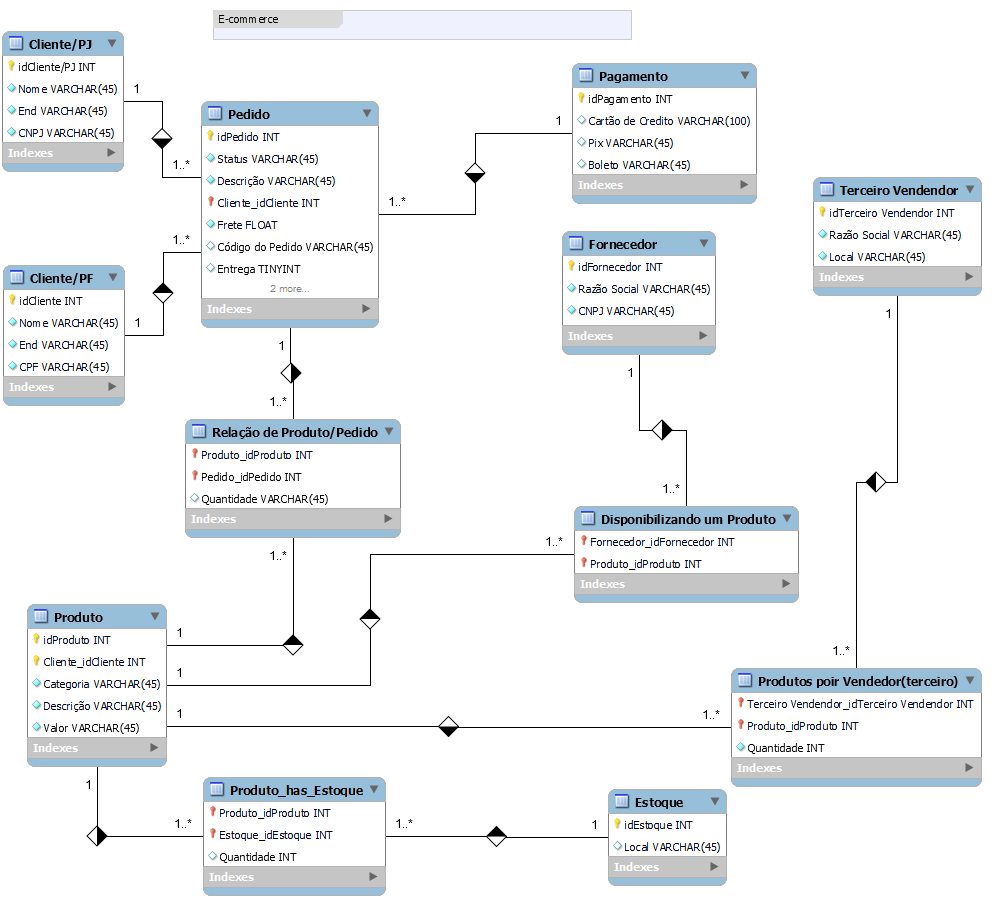 E-commerce
Cliente/PJ
idCliente/PJ INT
Nome VARCHAR(45)
End VARCHAR(45)
CNPJ VARCHAR(45)
Indexes
1
1..*
Pedido
idPedido INT
Status VARCHAR(45)
Descrição VARCHAR(45)
Cliente_idCliente INT
Frete FLOAT
Código do Pedido VARCHAR(45)
Entrega TINYINT
2 more...
Indexes
1..*
1
Pagamento
idPagamento INT
Cartão de Credito VARCHAR(100)
Pix VARCHAR(45)
Boleto VARCHAR(45)
Indexes
Cliente/PF
idCliente INT
Nome VARCHAR(45)
End VARCHAR(45)
CPF VARCHAR(45)
Indexes
1
1..*
Fornecedor
idFornecedor INT
Razão Social VARCHAR(45)
CNPJ VARCHAR(45)
Indexes
1
1..*
Terceiro Vendendor
idTerceiro Vendendor INT
Razão Social VARCHAR(45)
Local VARCHAR(45)
Indexes
1
1..*
1
1..*
Relação de Produto/Pedido
Produto_idProduto INT
Pedido_idPedido INT
Quantidade VARCHAR(45)
Indexes
1..*
1..*
Disponibilizando um Produto
Fornecedor_idFornecedor INT
Produto_idProduto INT
Indexes
Produto
idProduto INT
Cliente_idCliente INT
Categoria VARCHAR(45)
Descrição VARCHAR(45)
Valor VARCHAR(45)
Indexes
1
1
1
1..*
Produtos poir Vendedor(terceiro)
Terceiro Vendendor_idTerceiro Vendendor INT
Produto_idProduto INT
Quantidade INT
Indexes
1
1..*
Produto_has_Estoque
Produto_idProduto INT
Estoque_idEstoque INT
Quantidade INT
Indexes
1..*
1
Estoque
idEstoque INT
Local VARCHAR(45)
Indexes